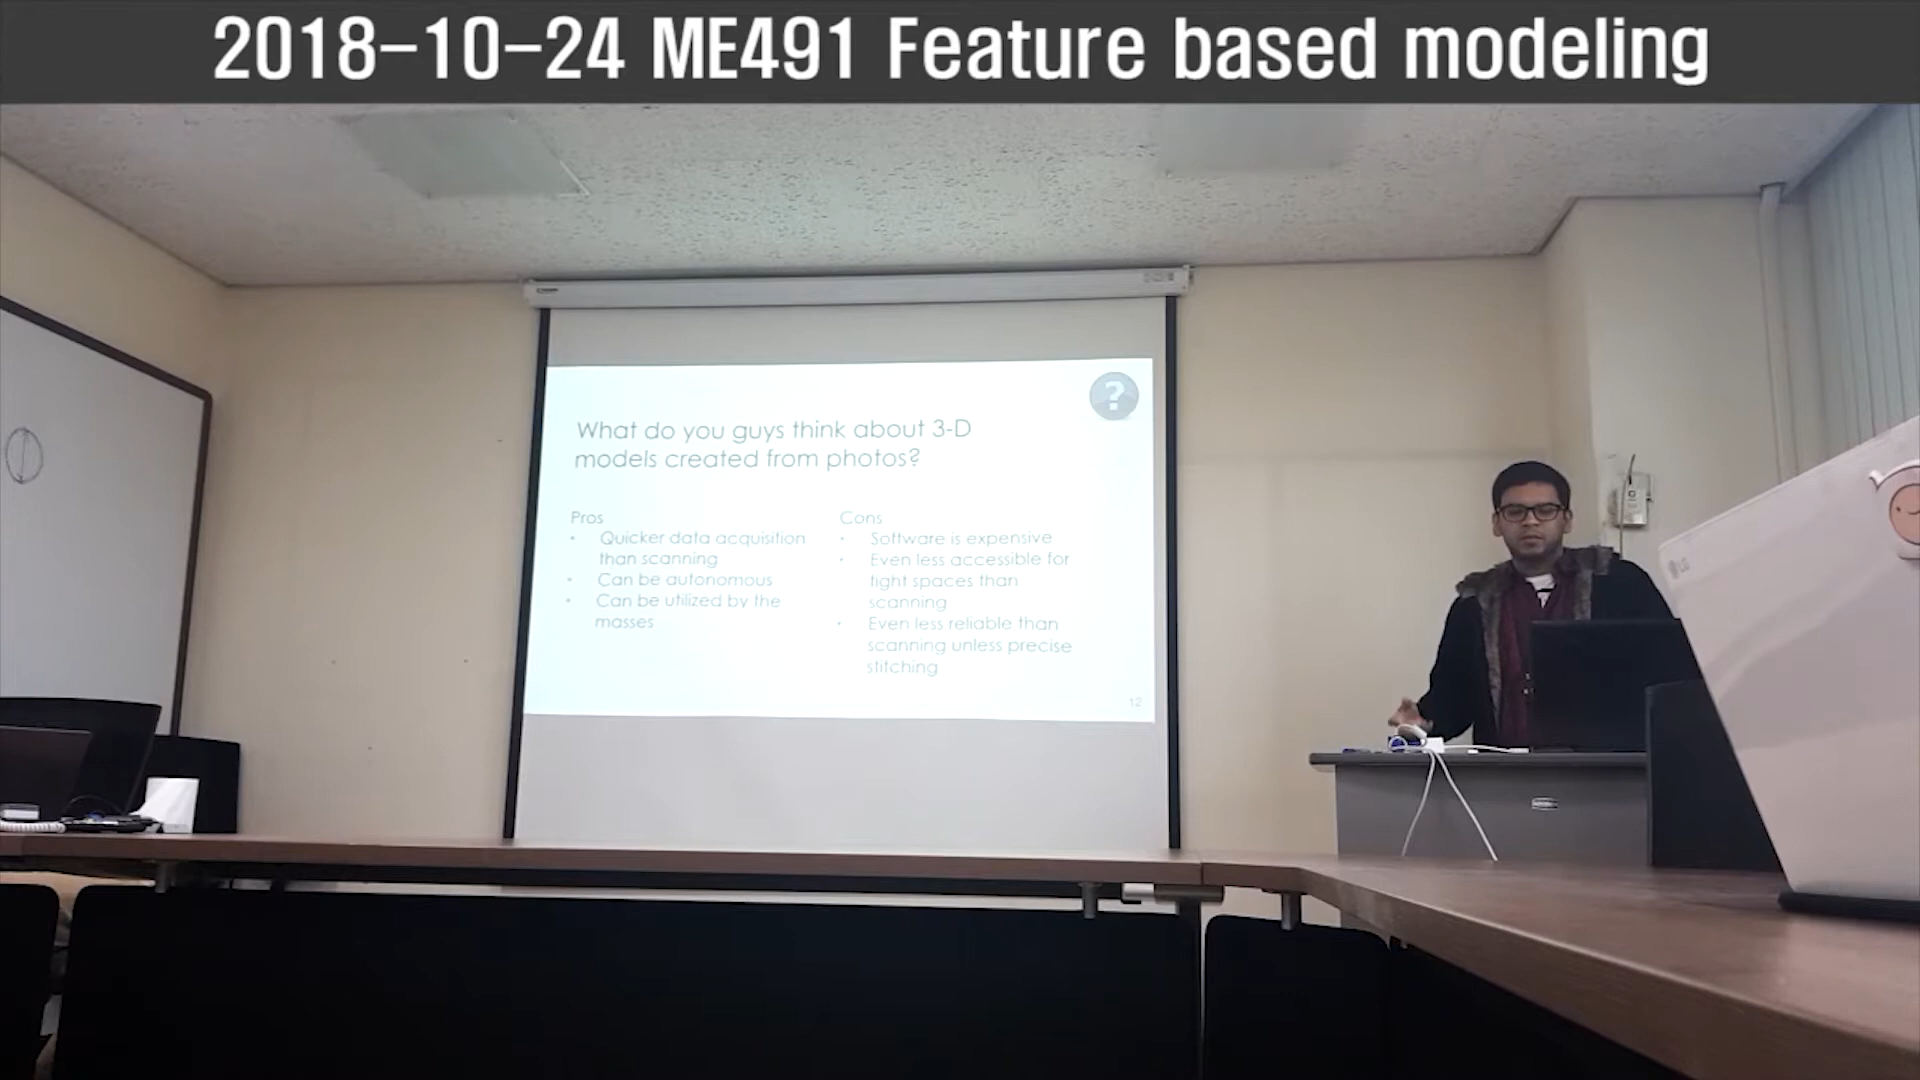 2018-10-24 ME491 Feature based modeling
?
What do you guys think about 3-D
models created from photos?
Pros
• Quicker data acquisition
than scanning
• Can be autonomous
• Can be utilized by the
masses
Cons
• Software is expensive
• Even less accessible for
tight spaces than
scanning
• Even less reliable than
scanning unless precise
stitching
12
LG